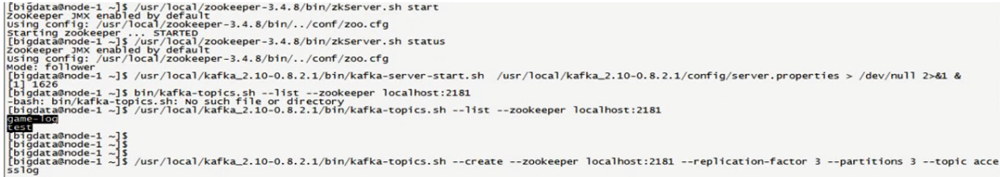 [bigdata@node-1 ~]$ /usr/local/zookeeper-3.4.8/bin/zkServer.sh start
ZooKeeper JMX enabled by default
Using config: /usr/local/zookeeper-3.4.8/bin/../conf/zoo.cfg
Starting zookeeper ... STARTED
[bigdata@node-1 ~]$ /usr/local/zookeeper-3.4.8/bin/zkServer.sh status
ZooKeeper JMX enabled by default
Using config: /usr/local/zookeeper-3.4.8/bin/../conf/zoo.cfg
Mode: follower
[bigdata@node-1 ~]$ /usr/local/kafka_2.10-0.8.2.1/bin/kafka-server-start.sh  /usr/local/kafka_2.10-0.8.2.1/config/server.properties > /dev/null 2>&1 &
[1] 1626
[bigdata@node-1 ~]$ bin/kafka-topics.sh --list --zookeeper localhost:2181
-bash: bin/kafka-topics.sh: No such file or directory
[bigdata@node-1 ~]$ /usr/local/kafka_2.10-0.8.2.1/bin/kafka-topics.sh --list --zookeeper localhost:2181
game-log
test
[bigdata@node-1 ~]$
[bigdata@node-1 ~]$
[bigdata@node-1 ~]$
[bigdata@node-1 ~]$ /usr/local/kafka_2.10-0.8.2.1/bin/kafka-topics.sh --create --zookeeper localhost:2181 --replication-factor 3 --partitions 3 --topic acce
sslog